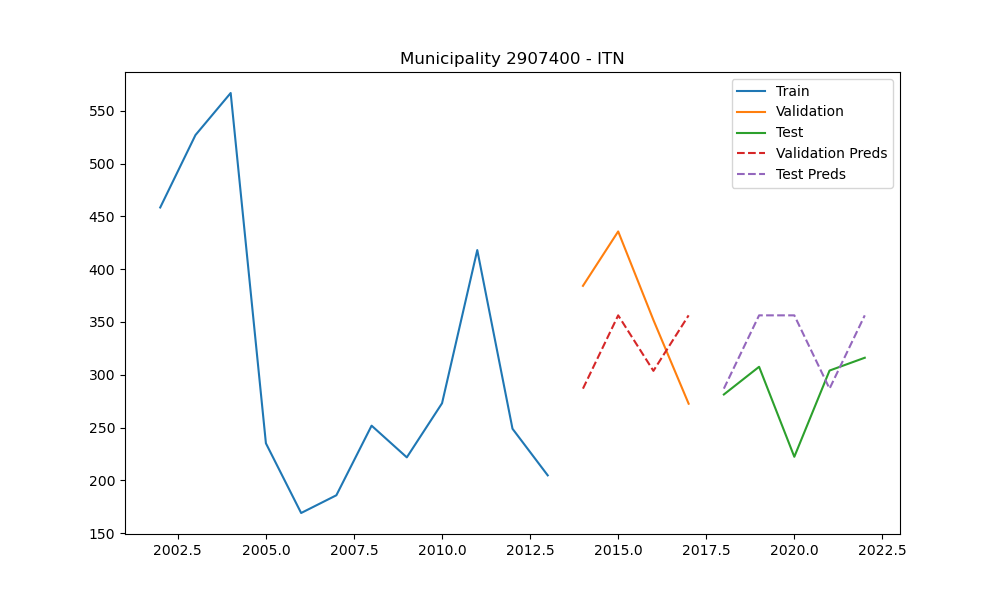 Municipality 2907400 - ITN
Train
Validation
Test
Validation Preds
Test Preds
550
500
450
400
350
300
250
200
150
2002.5 2005.0 2007.5 2010.0 2012.5 2015.0 2017.5 2020.0 2022.5